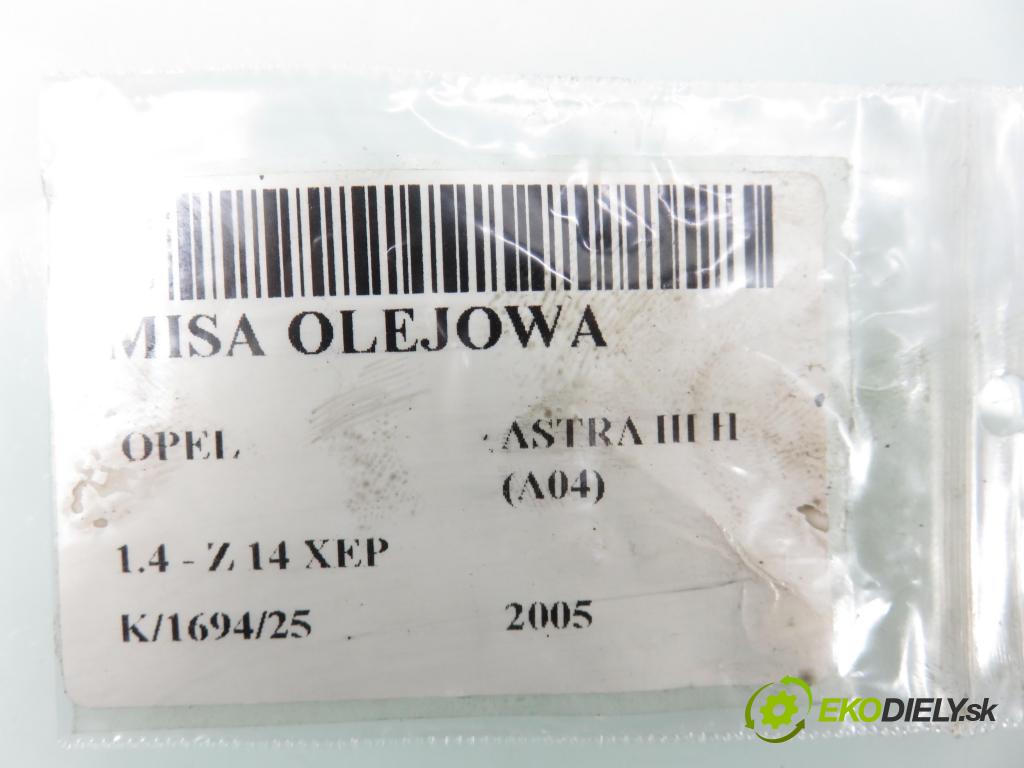 MISA OLEJOWA
OPEL
ASTRA III H
(A04)
1.4 - Z 14 XEP
K/1694/25
2005
EKODIELY.sk